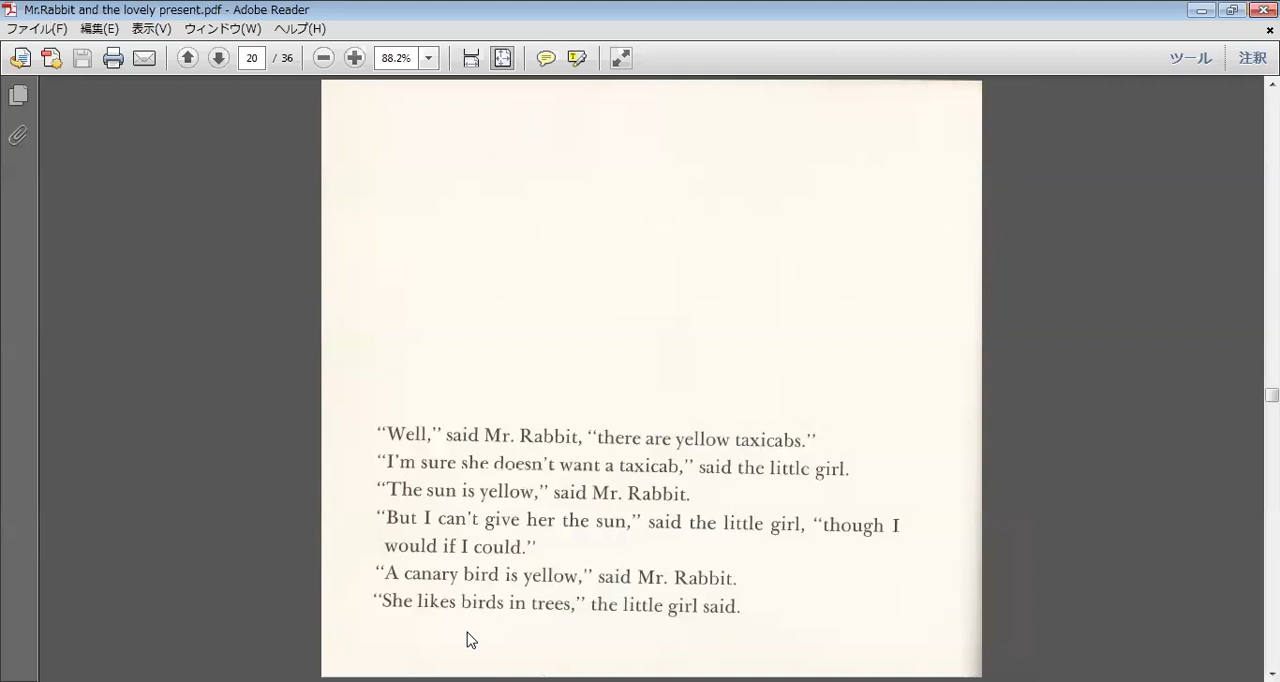 Mr.Rabbit and the lovely present.pdf - Adobe Reader
ファイル(F) 編集(E) 表示(V) ウィンドウ(W) ヘルプ(H)
20 / 36 88.2% ツール 注釈
“Well,” said Mr. Rabbit, “there are yellow taxicabs.”
“I’m sure she doesn’t want a taxicab,” said the little girl.
“The sun is yellow,” said Mr. Rabbit.
“But I can’t give her the sun,” said the little girl, “though I
would if I could.”
“A canary bird is yellow,” said Mr. Rabbit.
“She likes birds in trees,” the little girl said.